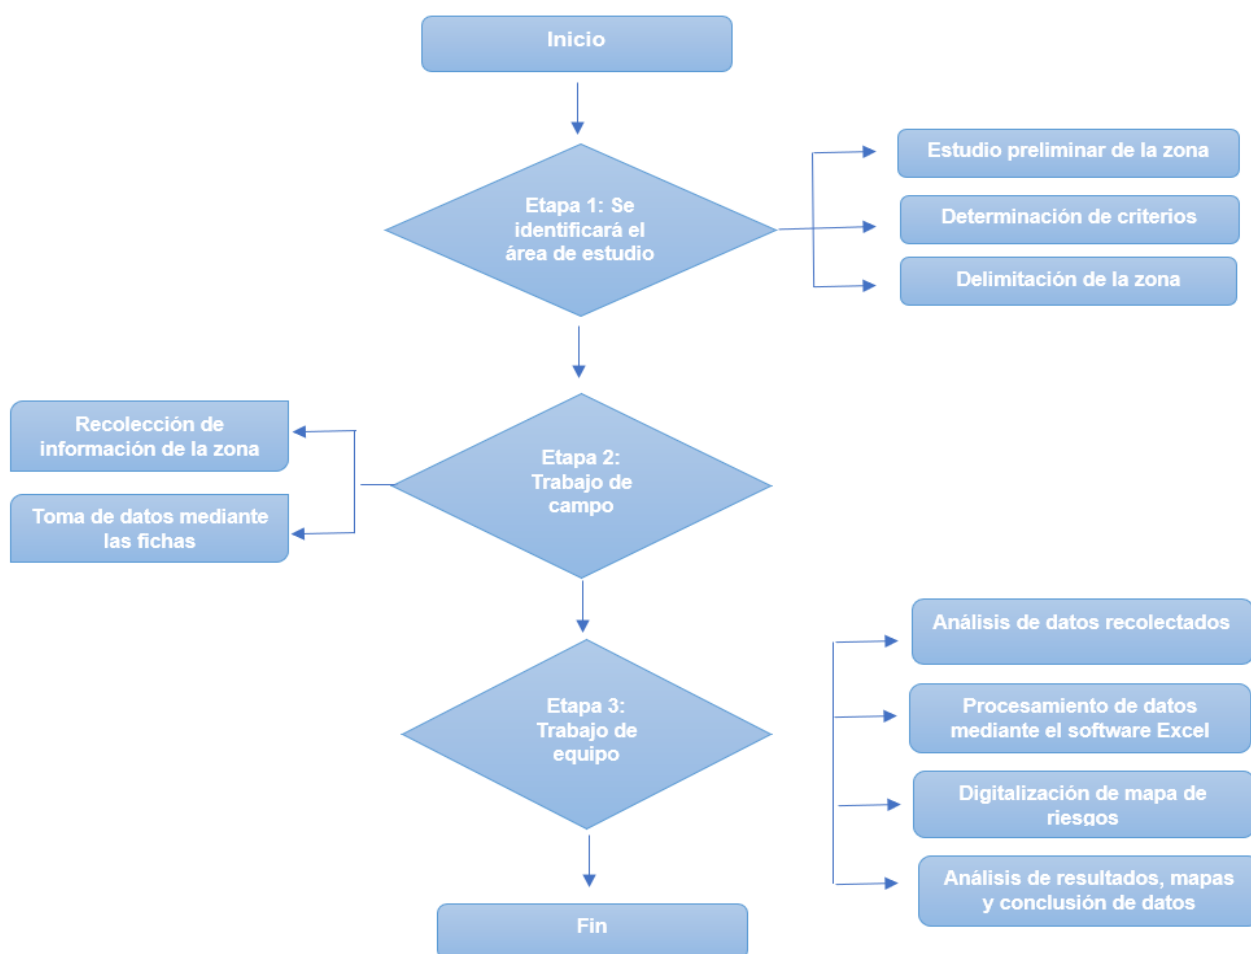 Inicio
Etapa 1: Se
identificará el
área de estudio
Estudio preliminar de la zona
Determinación de criterios
Delimitación de la zona
Recolección de
información de la zona
Toma de datos mediante
las fichas
Etapa 2:
Trabajo de
campo
Etapa 3:
Trabajo de
equipo
Análisis de datos recolectados
Procesamiento de datos
mediante el software Excel
Digitalización de mapa de
riesgos
Análisis de resultados, mapas
y conclusión de datos
Fin